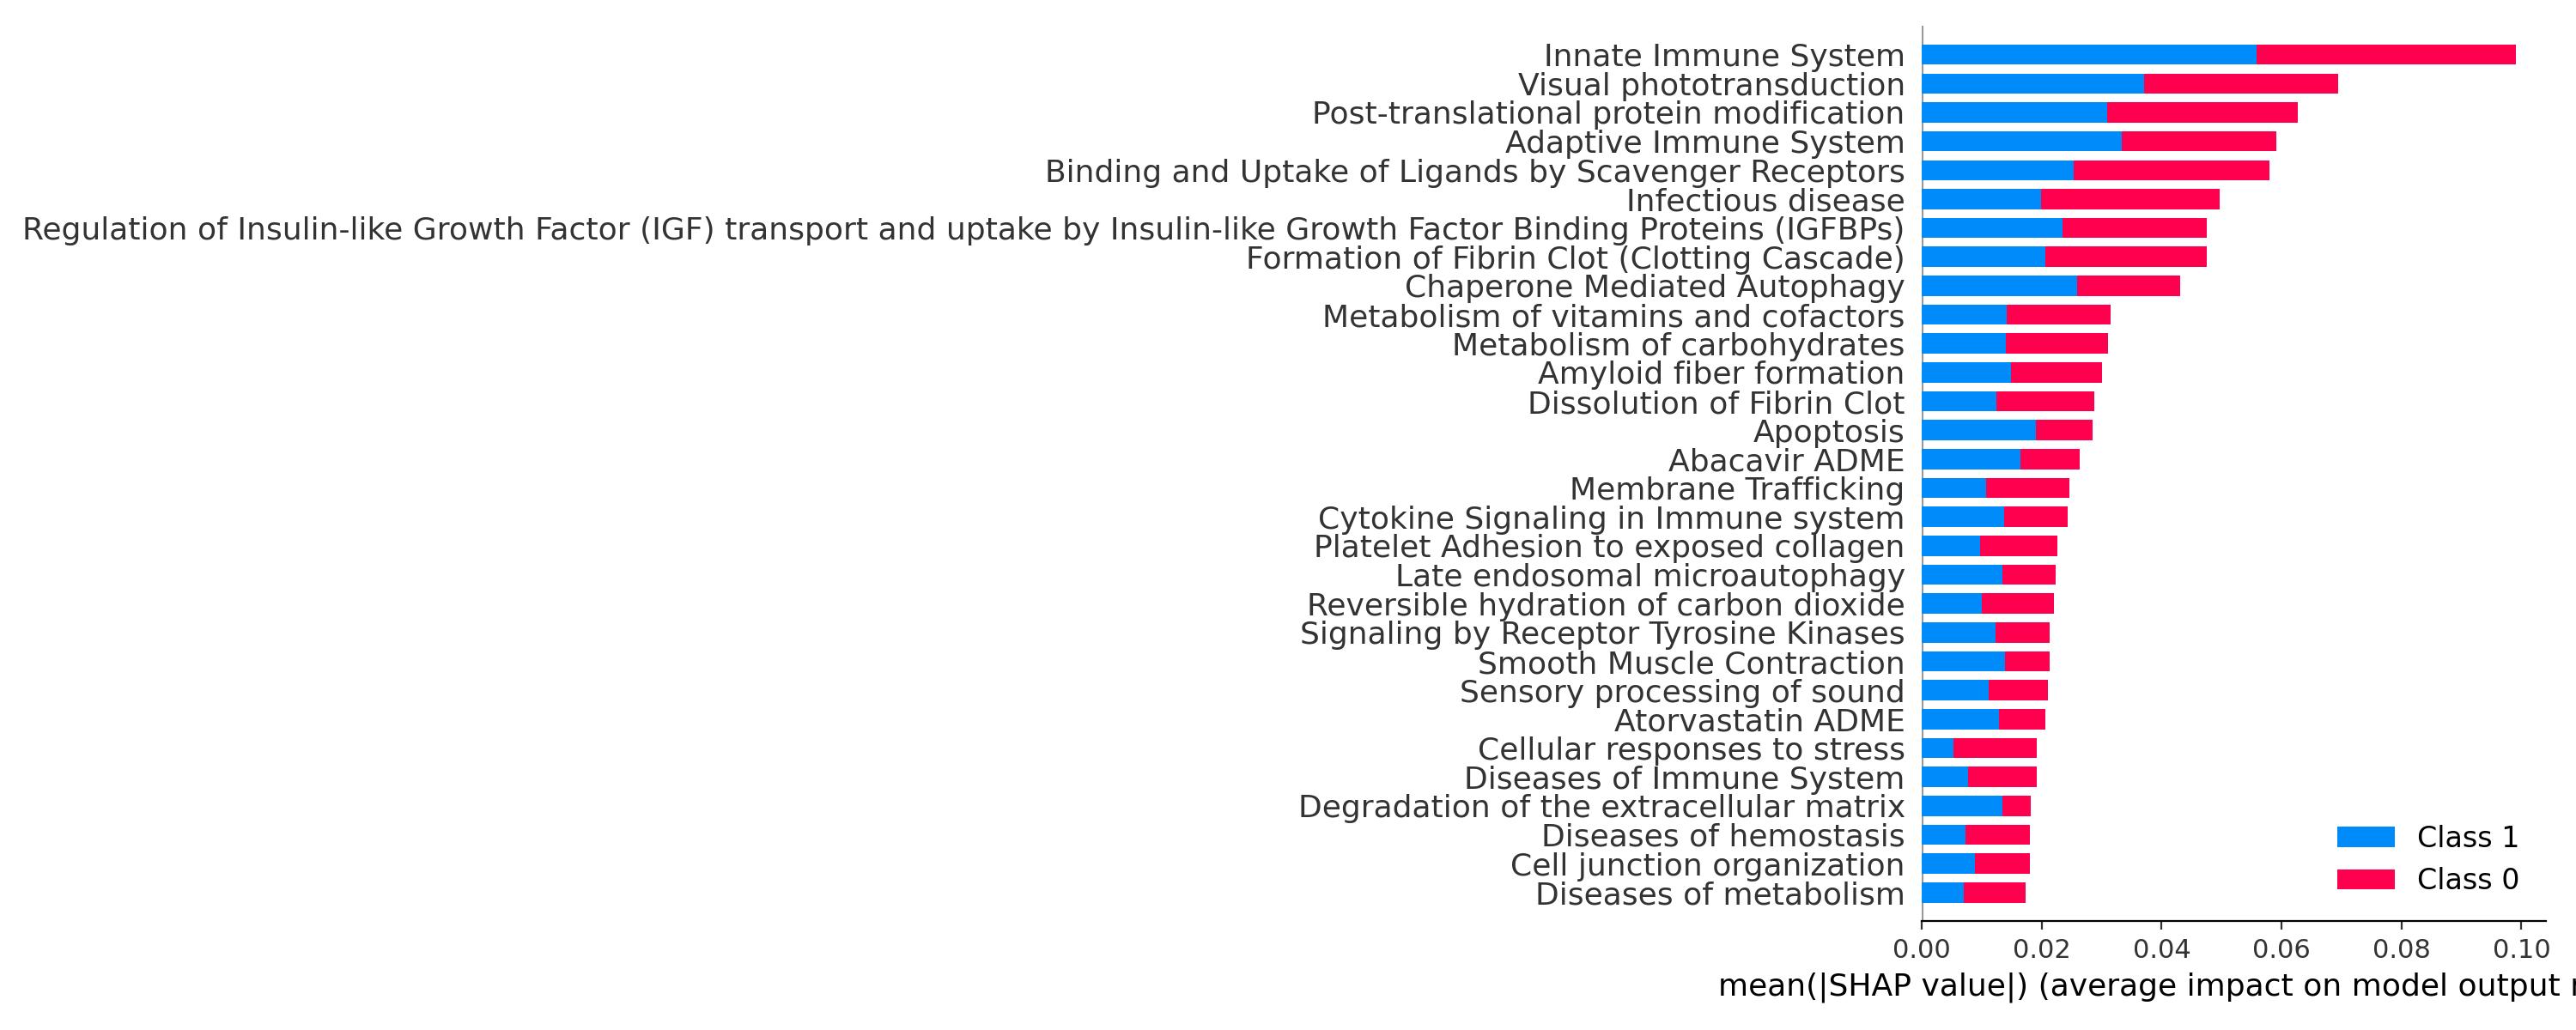 Innate Immune System
Visual phototransduction
Post-translational protein modification
Adaptive Immune System
Binding and Uptake of Ligands by Scavenger Receptors
Infectious disease
Regulation of Insulin-like Growth Factor (IGF) transport and uptake by Insulin-like Growth Factor Binding Proteins (IGFBPs)
Formation of Fibrin Clot (Clotting Cascade)
Chaperone Mediated Autophagy
Metabolism of vitamins and cofactors
Metabolism of carbohydrates
Amyloid fiber formation
Dissolution of Fibrin Clot
Apoptosis
Abacavir ADME
Membrane Trafficking
Cytokine Signaling in Immune system
Platelet Adhesion to exposed collagen
Late endosomal microautophagy
Reversible hydration of carbon dioxide
Signaling by Receptor Tyrosine Kinases
Smooth Muscle Contraction
Sensory processing of sound
Atorvastatin ADME
Cellular responses to stress
Diseases of Immune System
Degradation of the extracellular matrix
Diseases of hemostasis
Cell junction organization
Diseases of metabolism
Class 1
Class 0
0.00 0.02 0.04 0.06 0.08 0.10
mean(|SHAP value|) (average impact on model output